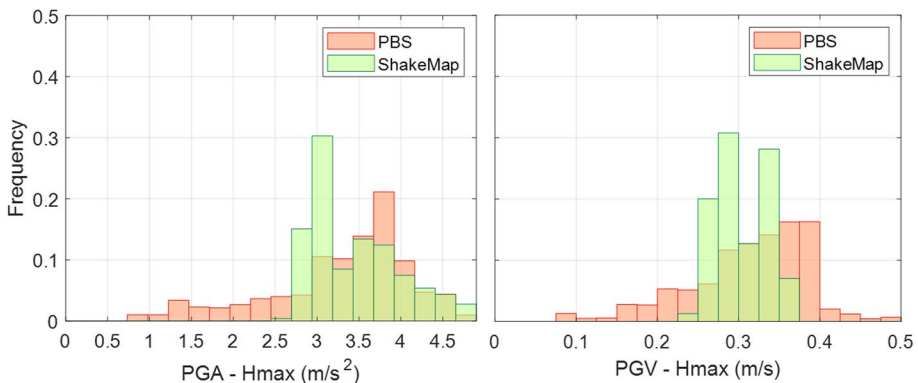 0.5
0.4
0.3
0.2
0.1
0
Frequency
0 0.5 1 1.5 2 2.5 3 3.5 4 4.5
PGA - Hmax (m/s²)
PBS
ShakeMap
0.1 0.2 0.3 0.4 0.5
PGV - Hmax (m/s)
PBS
ShakeMap